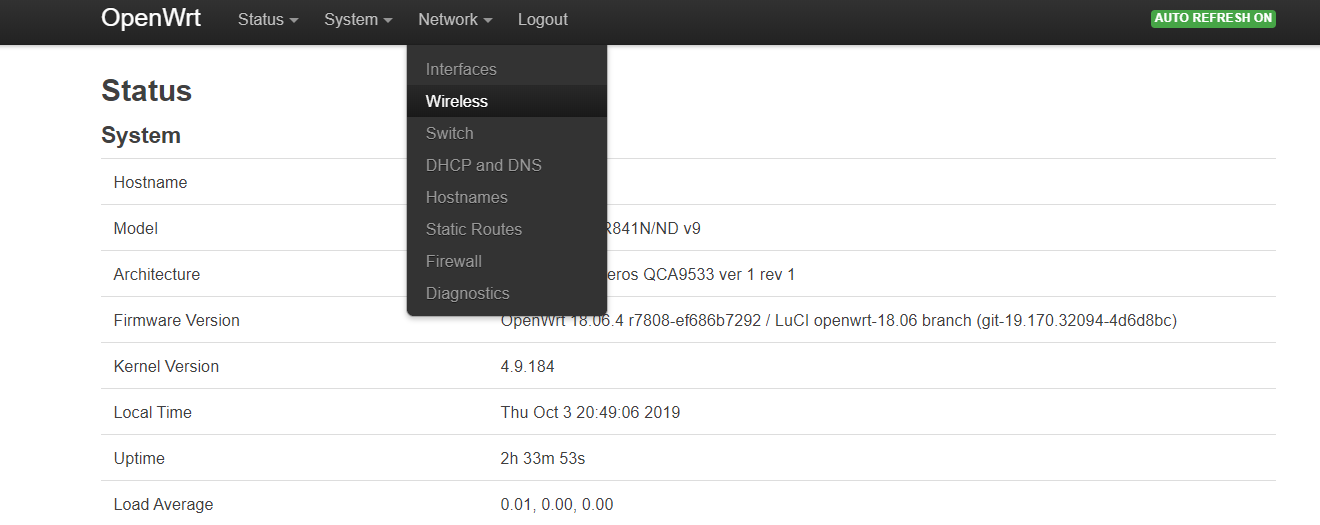 OpenWrt Status System Network Logout AUTO REFRESH ON
Interfaces
Wireless
Switch
DHCP and DNS
Hostnames
Static Routes
Firewall
Diagnostics
Status
System
Hostname
Model R841N/ND v9
Architecture eros QCA9533 ver 1 rev 1
Firmware Version OpenWrt 18.06.4 r7808-ef686b7292 / LuCI openwrt-18.06 branch (git-19.170.32094-4d6d8bc)
Kernel Version 4.9.184
Local Time Thu Oct 3 20:49:06 2019
Uptime 2h 33m 53s
Load Average 0.01, 0.00, 0.00